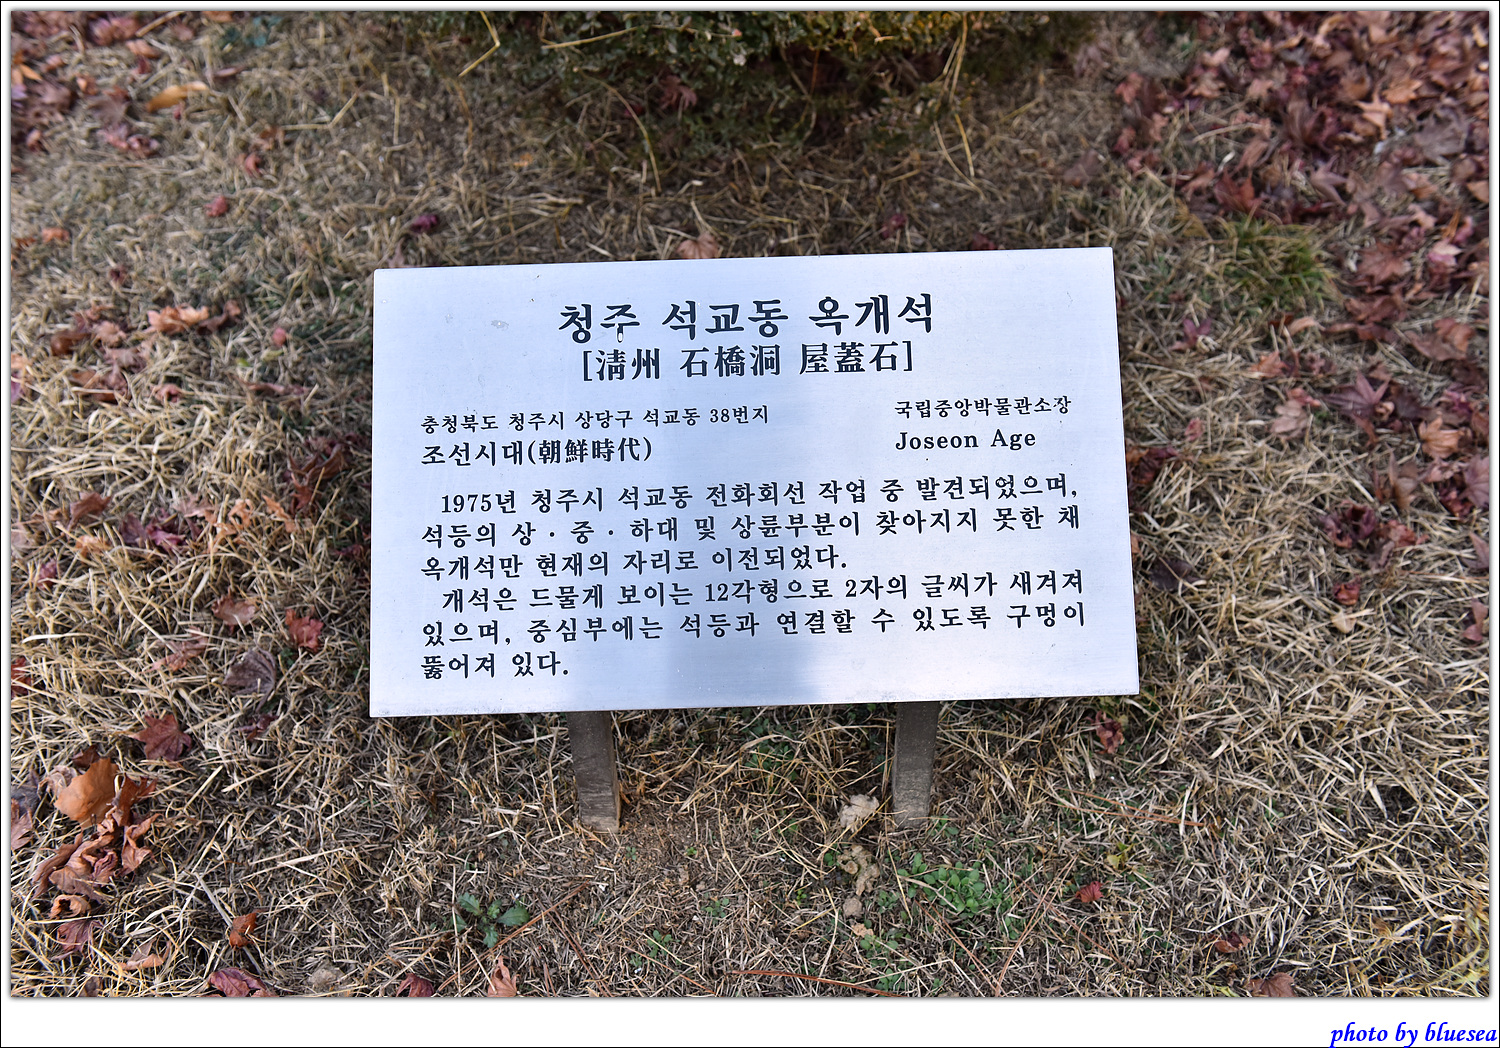 청주 석교동 옥개석
[淸州 石橋洞 屋蓋石]
충청북도 청주시 상당구 석교동 38번지 국립중앙박물관소장
조선시대(朝鮮時代) Joseon Age
1975년 청주시 석교동 전화회선 작업 중 발견되었으며,
석등의 상·중·하대 및 상륜부분이 찾아지지 못한 채
옥개석만 현재의 자리로 이전되었다.
개석은 드물게 보이는 12각형으로 2자의 글씨가 새겨져
있으며, 중심부에는 석등과 연결할 수 있도록 구멍이
뚫어져 있다.
photo by bluesea